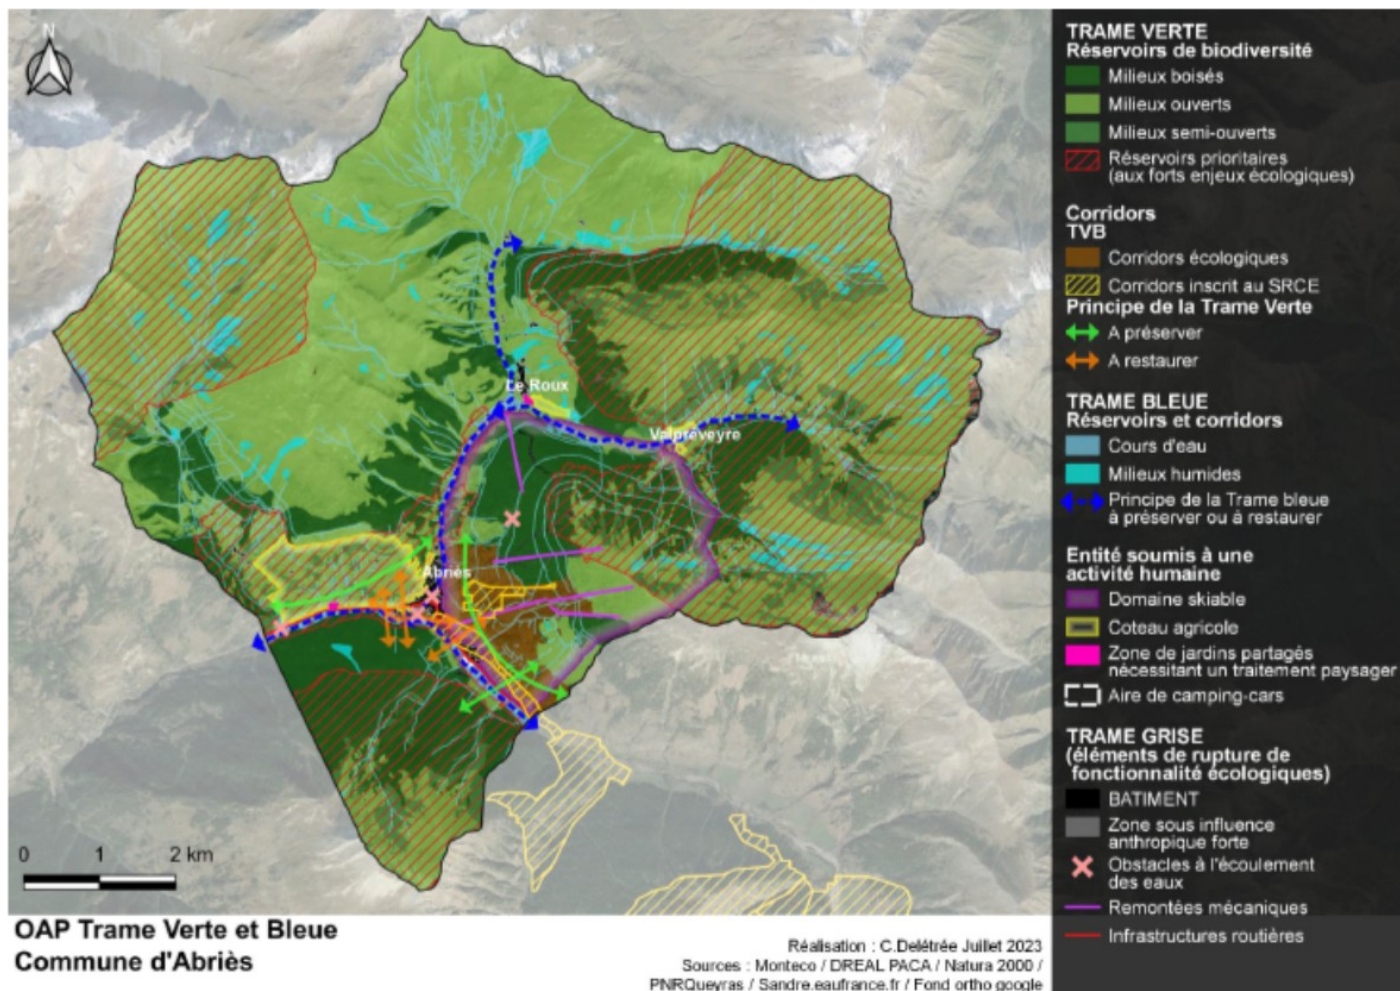 N
Le Roux
Valpréveyre
Abriès
0 1 2 km
OAP Trame Verte et Bleue
Commune d'Abriès
Réalisation : C.Delétrée Juillet 2023
Sources : Monteco / DREAL PACA / Natura 2000 /
PNRQueyras / Sandre.eaufrance.fr / Fond ortho google
TRAME VERTE
Réservoirs de biodiversité
Milieux boisés
Milieux ouverts
Milieux semi-ouverts
Réservoirs prioritaires
(aux forts enjeux écologiques)
Corridors
TVB
Corridors écologiques
Corridors inscrit au SRCE
Principe de la Trame Verte
A préserver
A restaurer
TRAME BLEUE
Réservoirs et corridors
Cours d'eau
Milieux humides
Principe de la Trame bleue
à préserver ou à restaurer
Entité soumis à une
activité humaine
Domaine skiable
Coteau agricole
Zone de jardins partagés
nécessitant un traitement paysager
Aire de camping-cars
TRAME GRISE
(éléments de rupture de
fonctionnalité écologiques)
BATIMENT
Zone sous influence
anthropique forte
Obstacles à l'écoulement
des eaux
Remontées mécaniques
Infrastructures routières